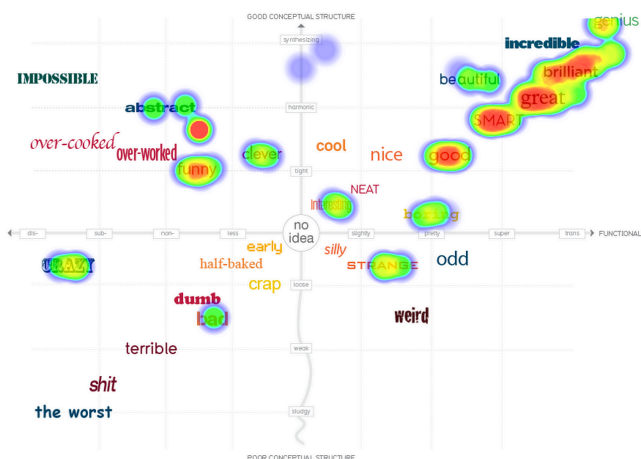 GOOD CONCEPTUAL STRUCTURE
genius
synthesizing
incredible
IMPOSSIBLE
beautiful
brilliant
abstract
harmonic
great
SMART
over-cooked
over-worked
clever
cool
nice
good
funny
tight
NEAT
Interesting
boring
no
idea
dis-
sub-
non-
less
slightly
pretty
super
trans
FUNCTIONAL
early
silly
odd
CRAZY
half-baked
STRANGE
crap
loose
dumb
bad
weird
terrible
weak
shit
the worst
sludgy
POOR CONCEPTUAL STRUCTURE